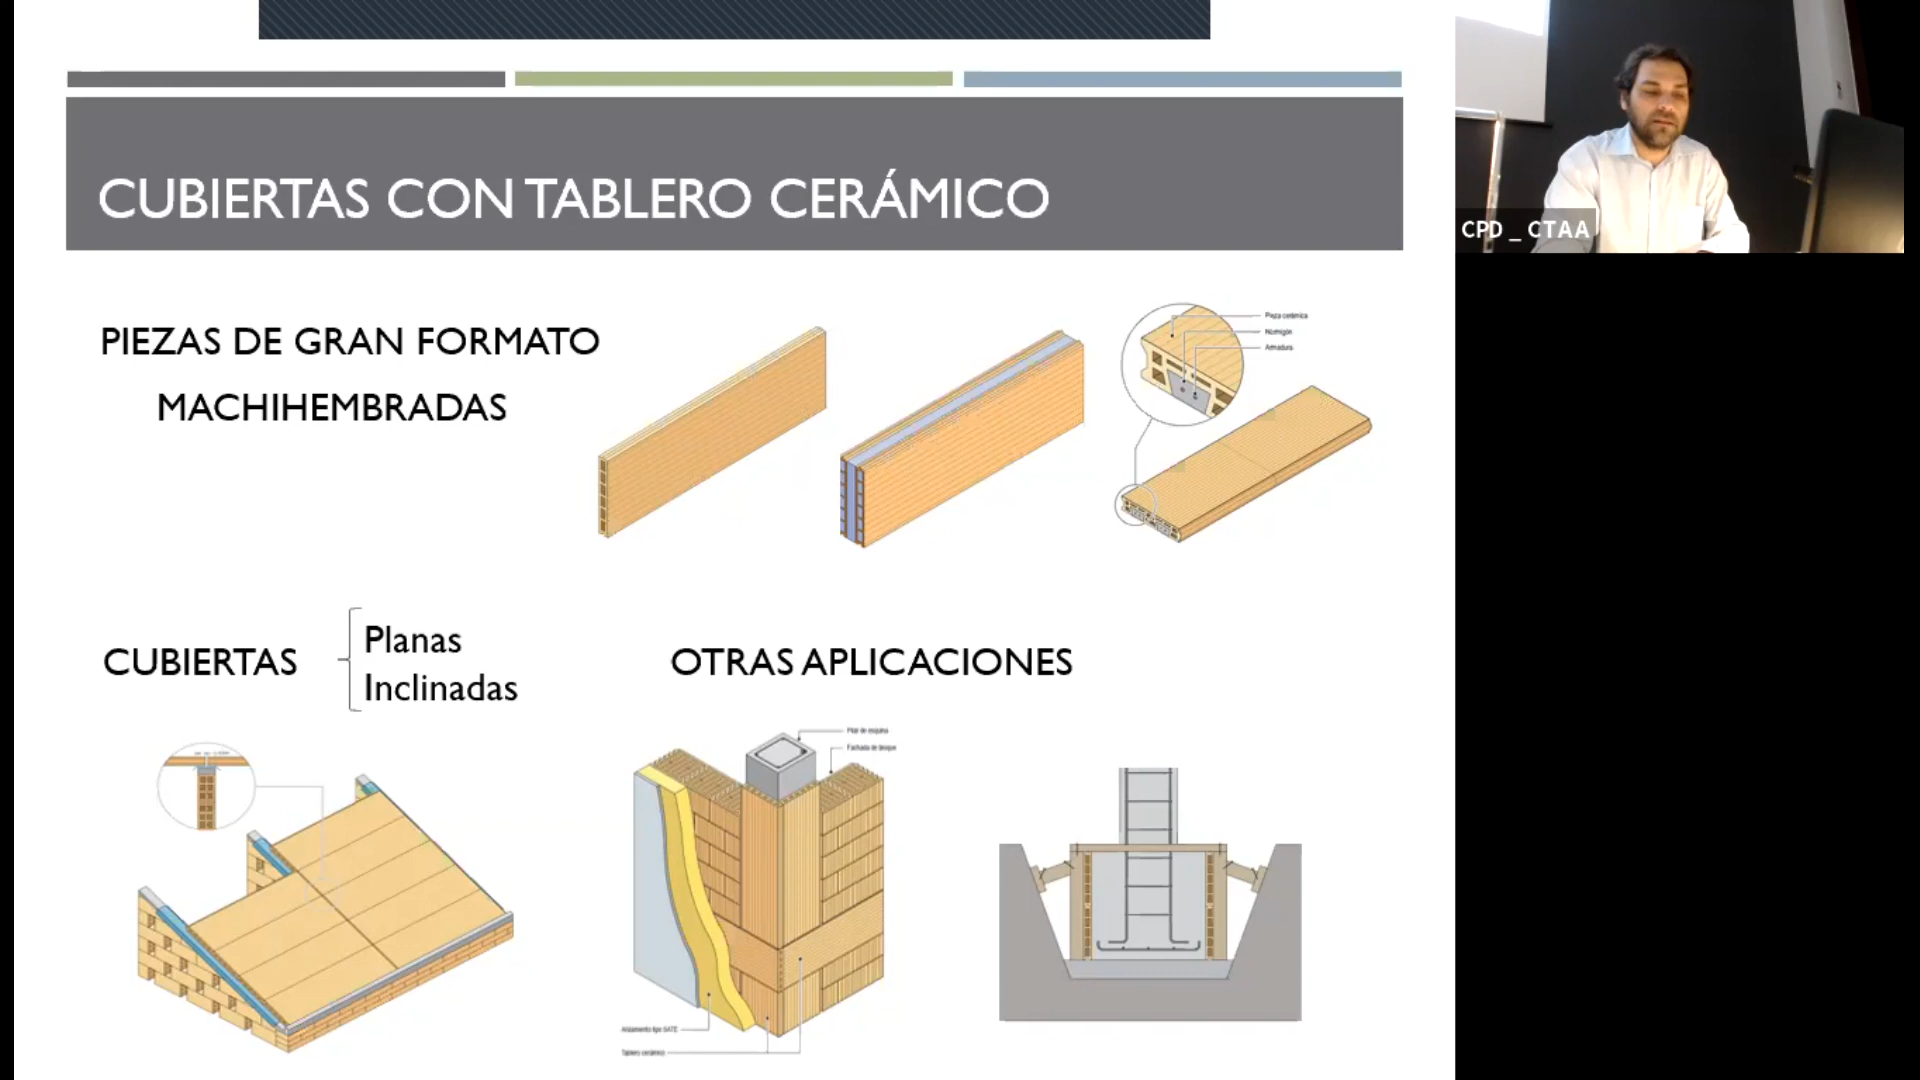 CUBIERTAS CON TABLERO CERÁMICO
PIEZAS DE GRAN FORMATO
MACHIHEMBRADAS
Pieza cerámica
Hormigón
Armadura
CUBIERTAS
Planas
Inclinadas
OTRAS APLICACIONES
Pilar de esquina
Fachada de bloque
Aislamiento tipo SATE
Tablero cerámico
CPD _ CTAA